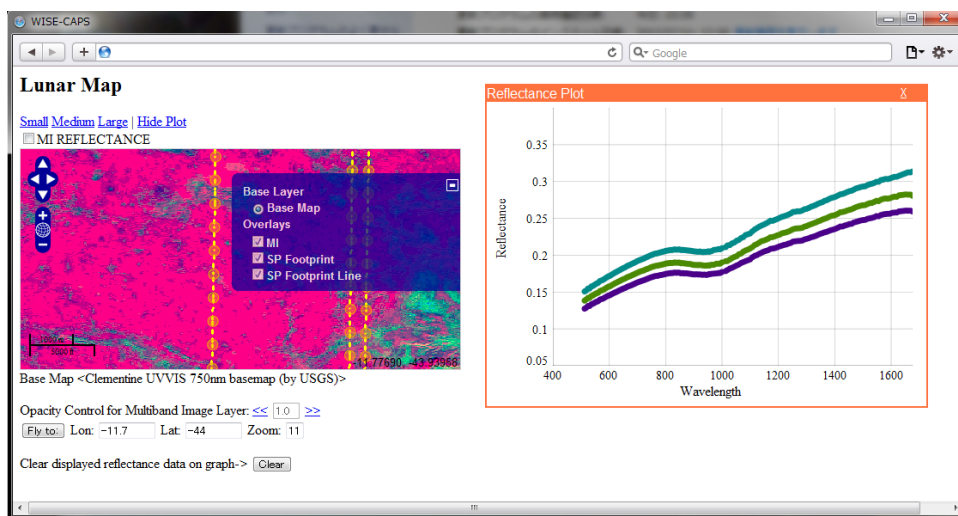 WISE-CAPS
Google
Lunar Map
Small Medium Large | Hide Plot
MI REFLECTANCE
Base Layer
Base Map
Overlays
MI
SP Footprint
SP Footprint Line
1000 m
5000 ft
-11.77690, -43.93968
Base Map <Clementine UVVIS 750nm basemap (by USGS)>
Opacity Control for Multiband Image Layer: << 1.0 >>
Fly to: Lon: -11.7 Lat: -44 Zoom: 11
Clear displayed reflectance data on graph-> Clear
Reflectance Plot X
0.35
0.3
0.25
0.2
0.15
0.1
0.05
Reflectance
400 600 800 1000 1200 1400 1600
Wavelength